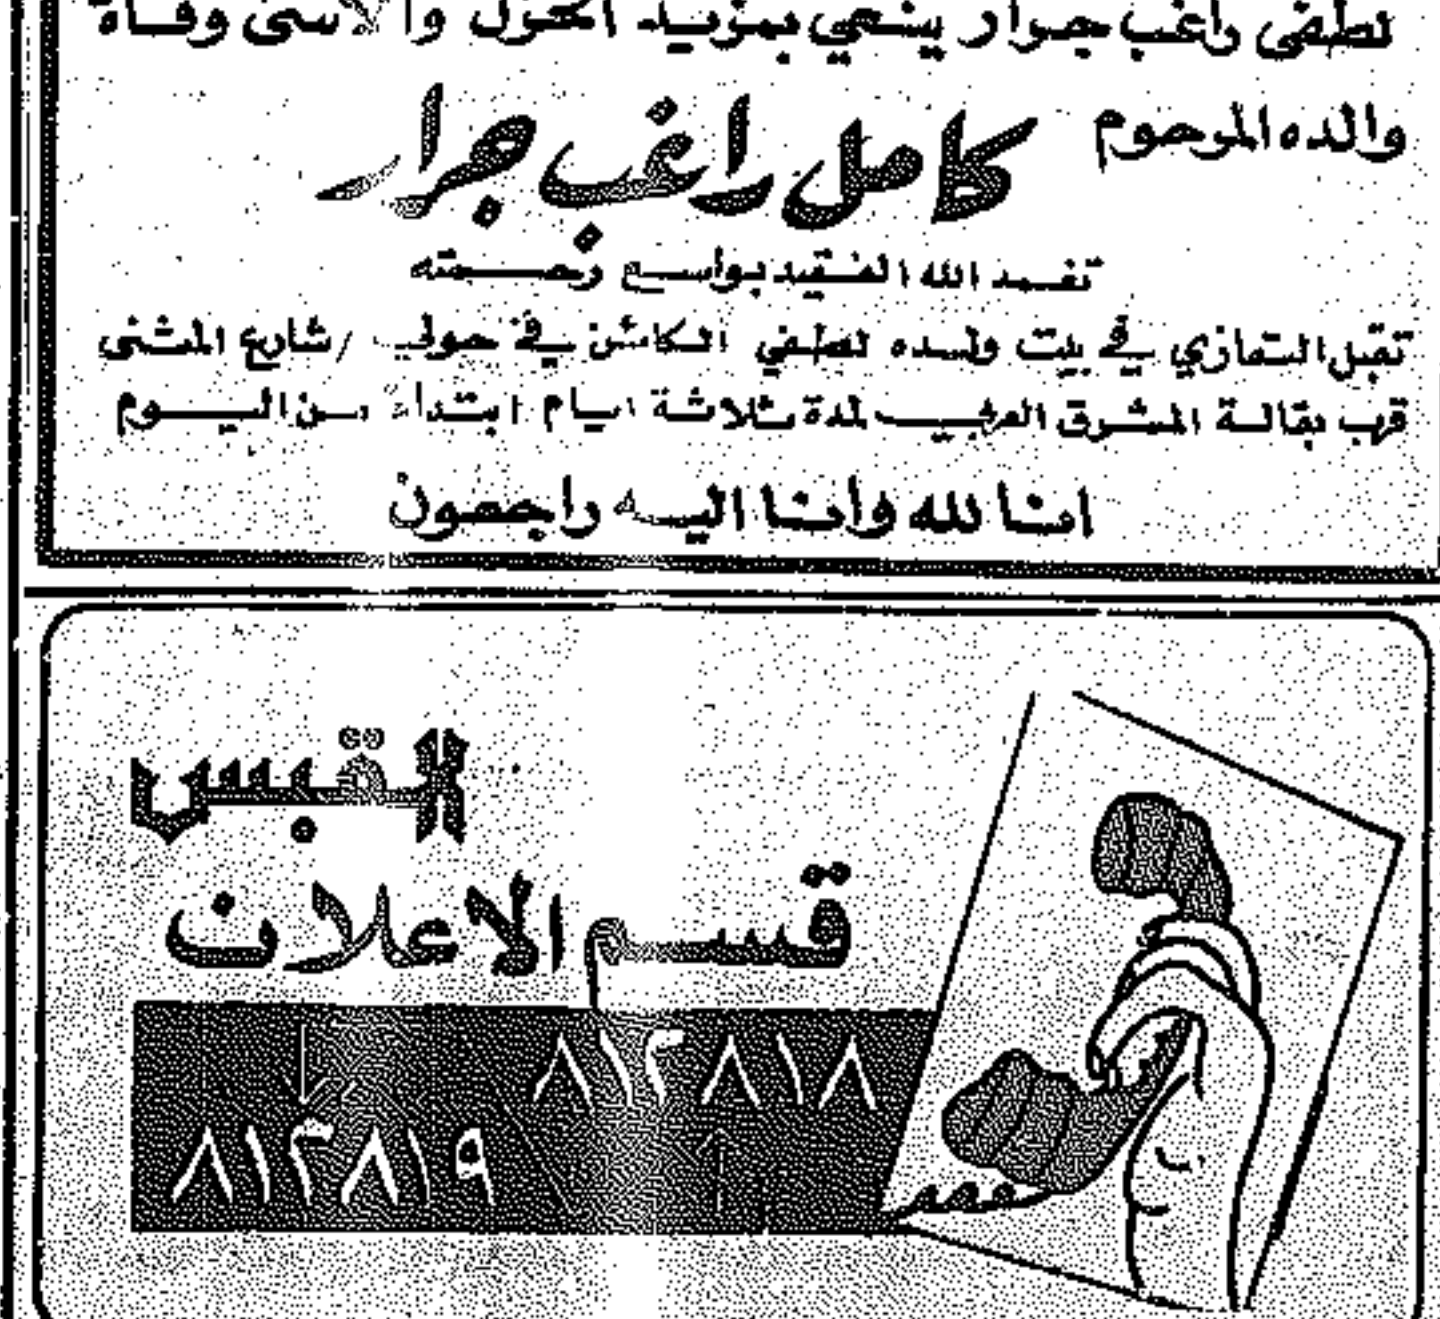 لطفي راغب جرار ينعي بمزيد الحزن والاسى وفاة
والده المرحوم
كامل راغب جرار
تغمد الله الفقيد بواسع رحمته
تقبل التعازي في بيت ولده لطفي الكائن في حولي / شارع المثنى
قرب بقالة المشرق العربي لمدة ثلاثة ايام ابتداء من اليوم
انا لله وأنا اليه راجعون
القبس
قسم الاعلان
٨١٢٨١٨
٨١٢٨١٩